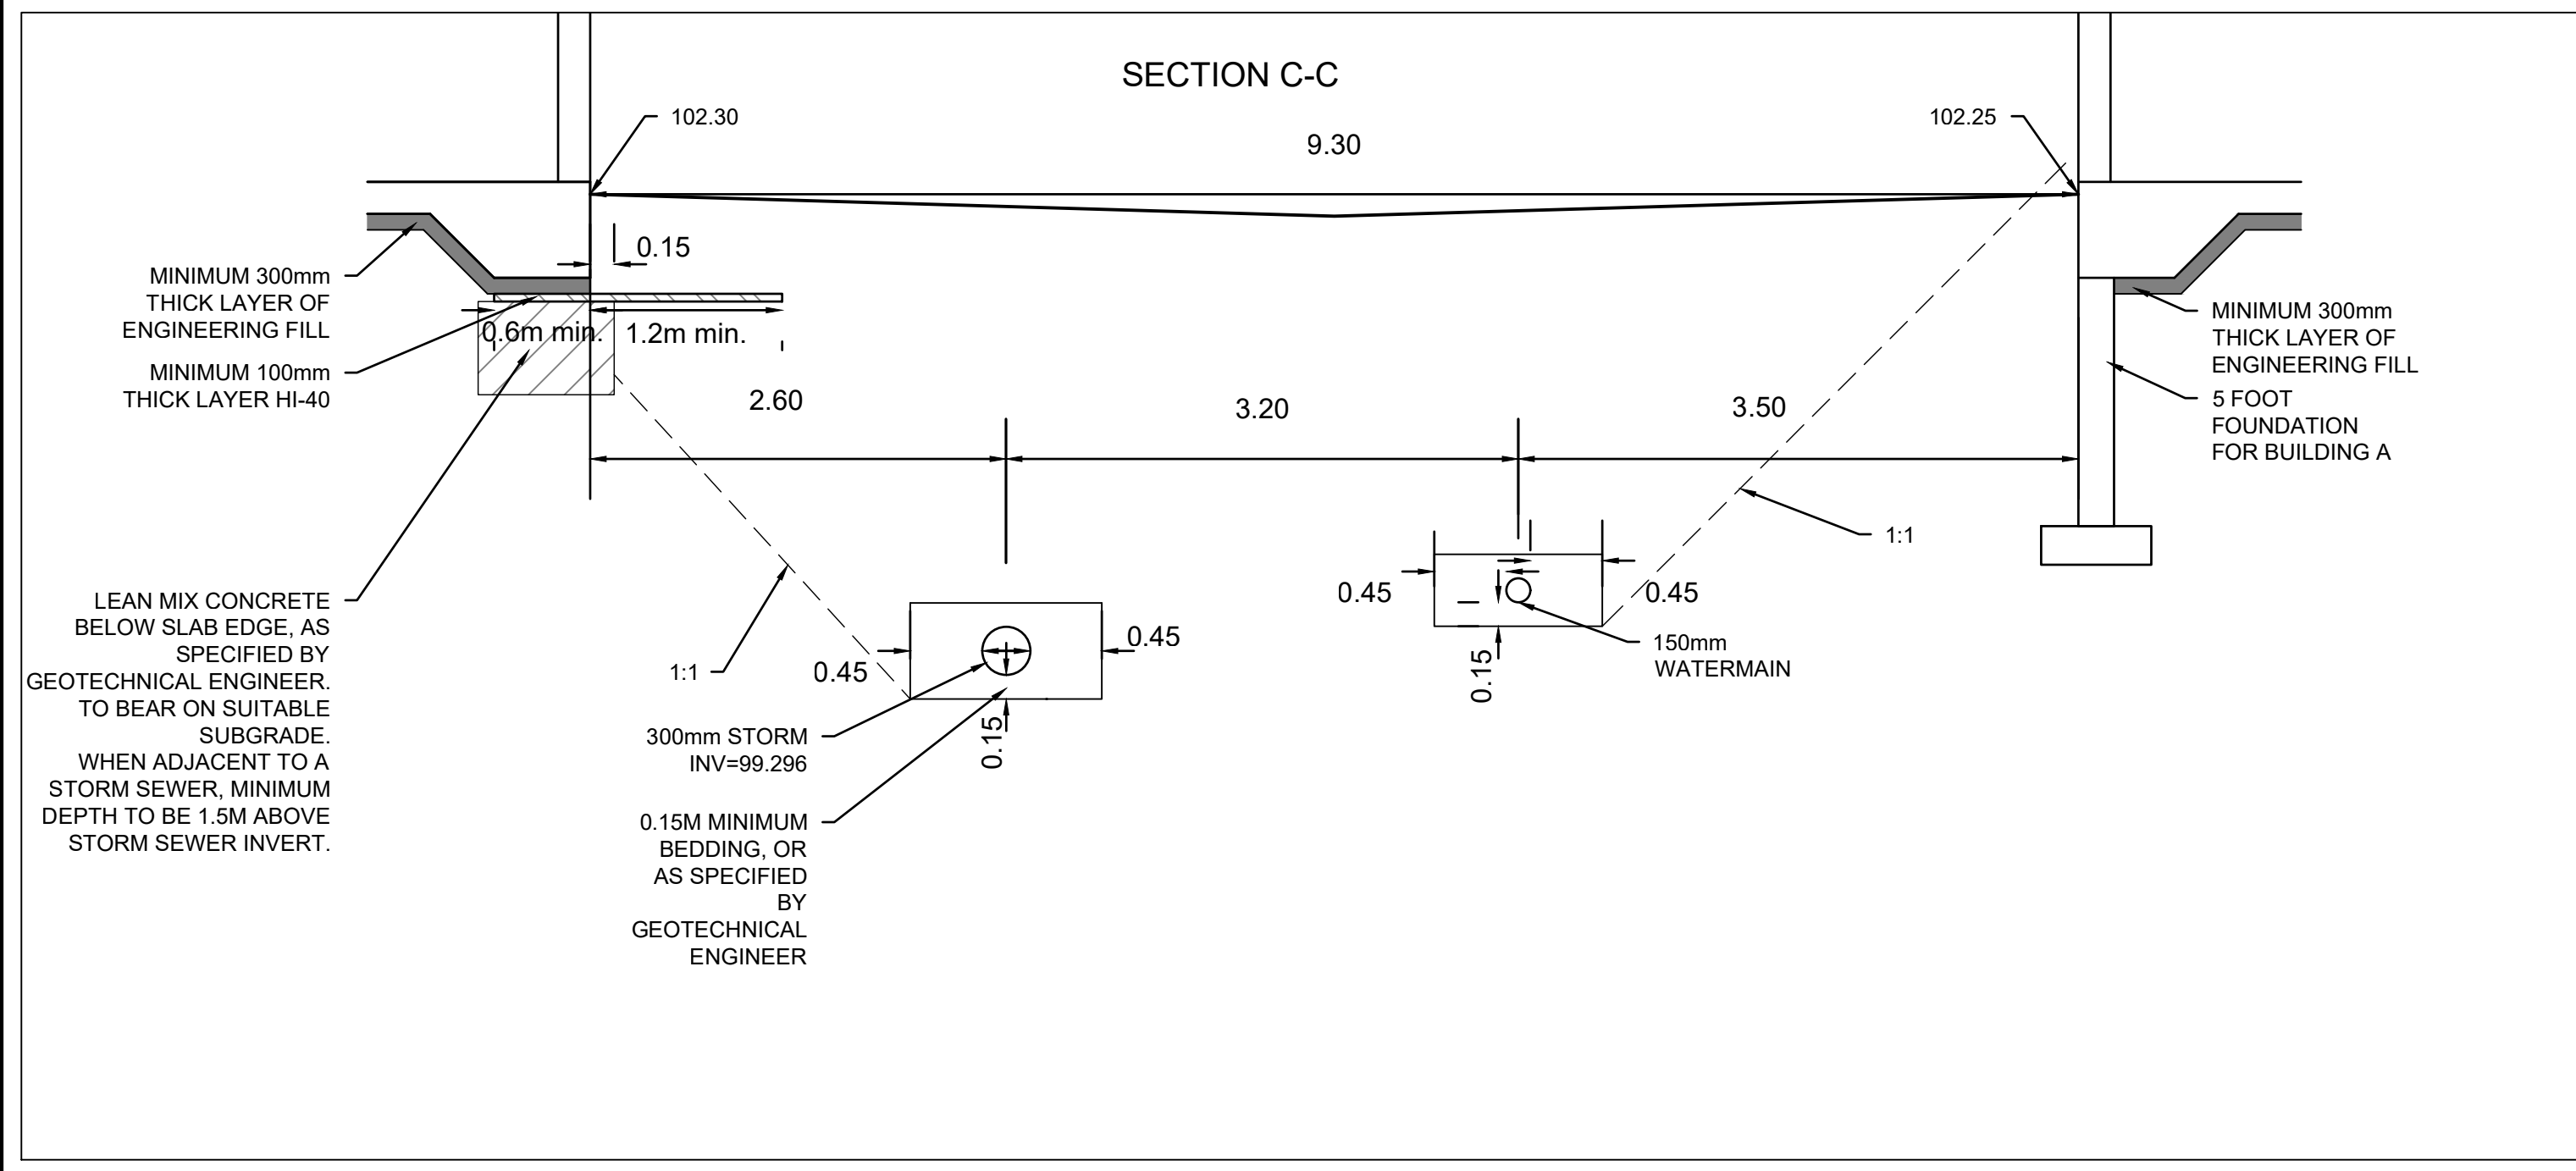 SECTION C-C
102.30
102.25
9.30
0.15
MINIMUM 300mm
THICK LAYER OF
ENGINEERING FILL
MINIMUM 100mm
THICK LAYER HI-40
0.6m min.
1.2m min.
2.60
3.20
3.50
MINIMUM 300mm
THICK LAYER OF
ENGINEERING FILL
5 FOOT
FOUNDATION
FOR BUILDING A
LEAN MIX CONCRETE
BELOW SLAB EDGE, AS
SPECIFIED BY
GEOTECHNICAL ENGINEER.
TO BEAR ON SUITABLE
SUBGRADE.
WHEN ADJACENT TO A
STORM SEWER, MINIMUM
DEPTH TO BE 1.5M ABOVE
STORM SEWER INVERT.
1:1
0.45
0.45
0.15
300mm STORM
INV=99.296
0.15M MINIMUM
BEDDING, OR
AS SPECIFIED
BY
GEOTECHNICAL
ENGINEER
0.45
0.45
0.15
150mm
WATERMAIN
1:1